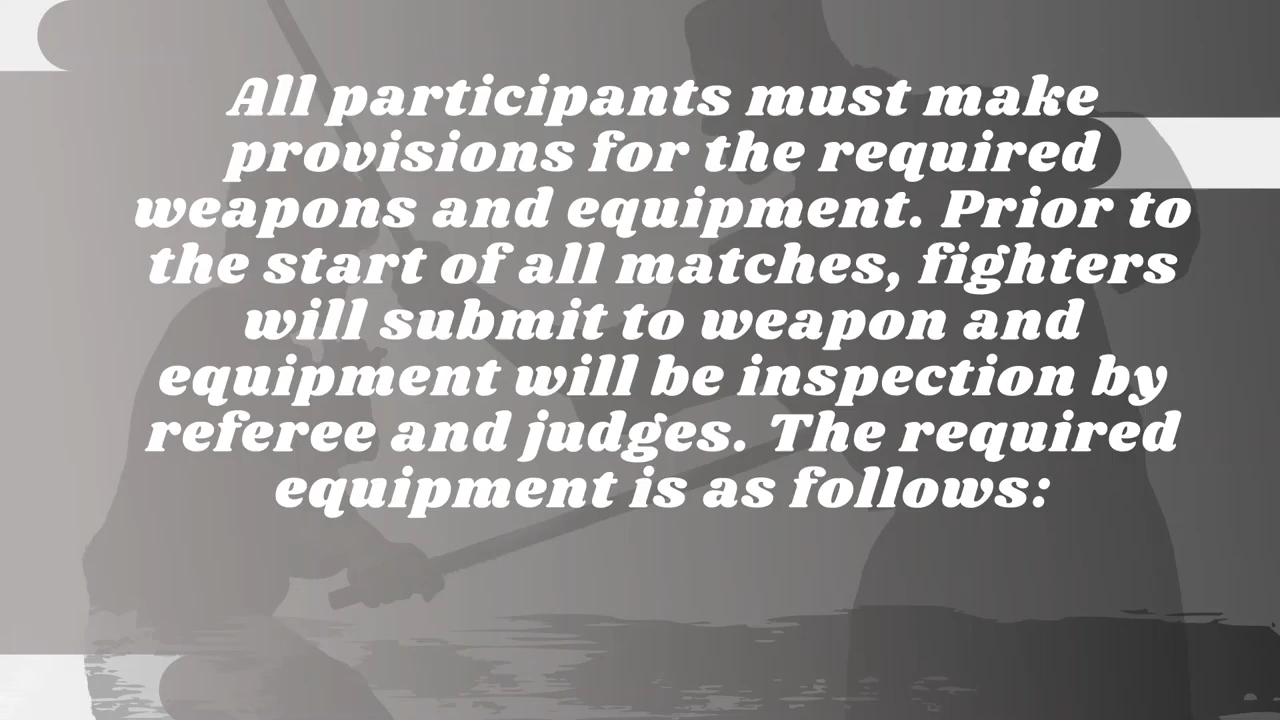 All participants must make
provisions for the required
weapons and equipment. Prior to
the start of all matches, fighters
will submit to weapon and
equipment will be inspection by
referee and judges. The required
equipment is as follows: